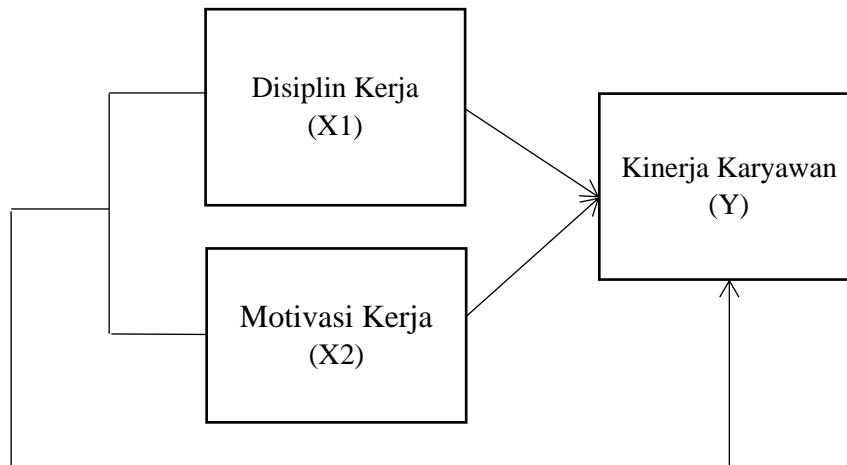 Disiplin Kerja
(X1)
Kinerja Karyawan
(Y)
Motivasi Kerja
(X2)